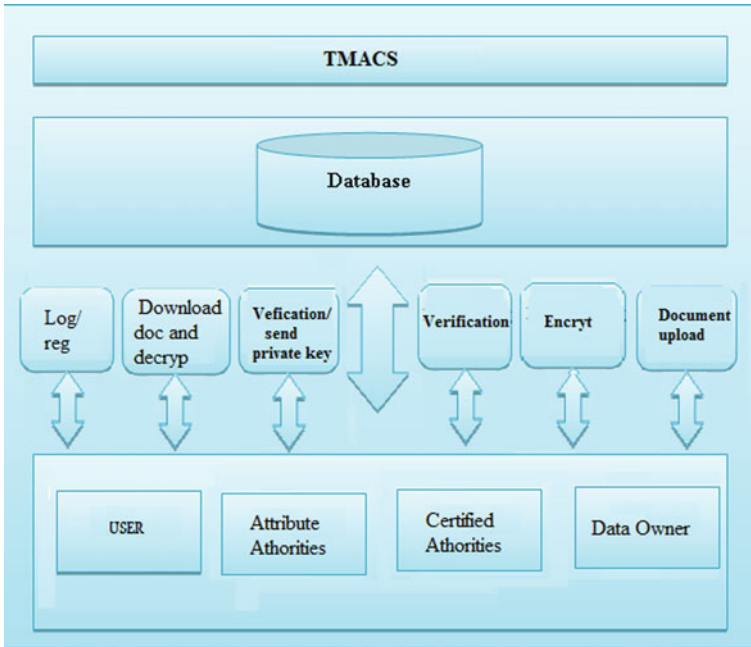 TMACS
Database
Log/
reg
Download
doc and
decryp
Vefication/
send
private key
Verification
Encryt
Document
upload
USER
Attribute
Athorities
Certified
Athorities
Data Owner